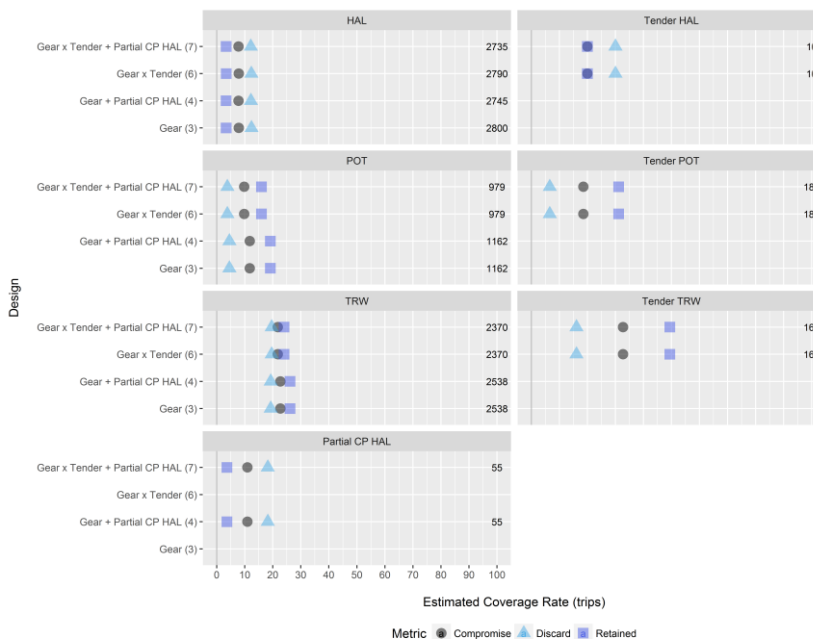 HAL
Tender HAL
Gear x Tender + Partial CP HAL (7)
2735
Gear x Tender (6)
2790
Gear + Partial CP HAL (4)
2745
Gear (3)
2800
POT
Tender POT
Gear x Tender + Partial CP HAL (7)
979
Gear x Tender (6)
979
Gear + Partial CP HAL (4)
1162
Gear (3)
1162
TRW
Tender TRW
Gear x Tender + Partial CP HAL (7)
2370
Gear x Tender (6)
2370
Gear + Partial CP HAL (4)
2538
Gear (3)
2538
Partial CP HAL
Gear x Tender + Partial CP HAL (7)
55
Gear x Tender (6)
Gear + Partial CP HAL (4)
55
Gear (3)
0 10 20 30 40 50 60 70 80 90 100
Design
Estimated Coverage Rate (trips)
Metric a Compromise a Discard a Retained